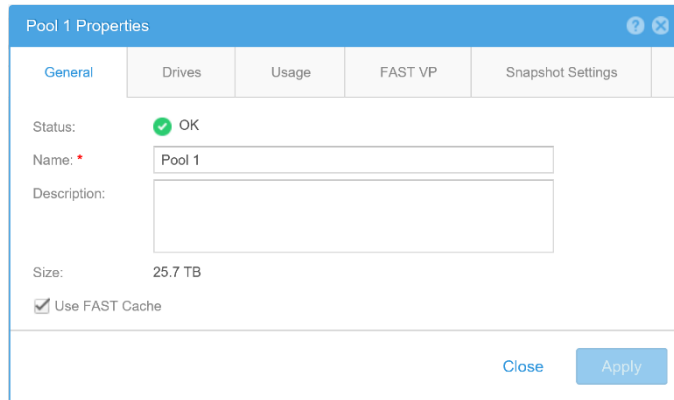 Pool 1 Properties
General Drives Usage FAST VP Snapshot Settings
Status: OK
Name: * Pool 1
Description:
Size: 25.7 TB
Use FAST Cache
Close Apply